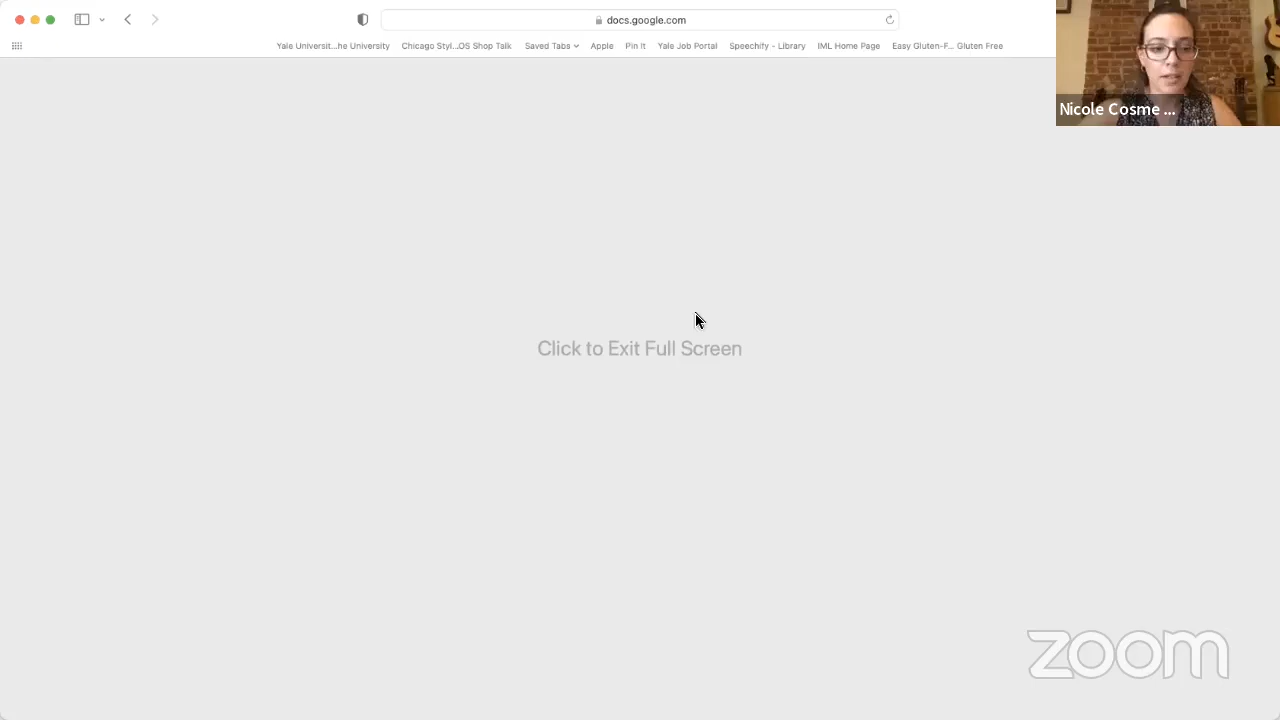 docs.google.com
Yale Universit...he University Chicago Styl...OS Shop Talk Saved Tabs Apple Pin It Yale Job Portal Speechify - Library IML Home Page Easy Gluten-F... Gluten Free
Nicole Cosme ...
Click to Exit Full Screen
zoom